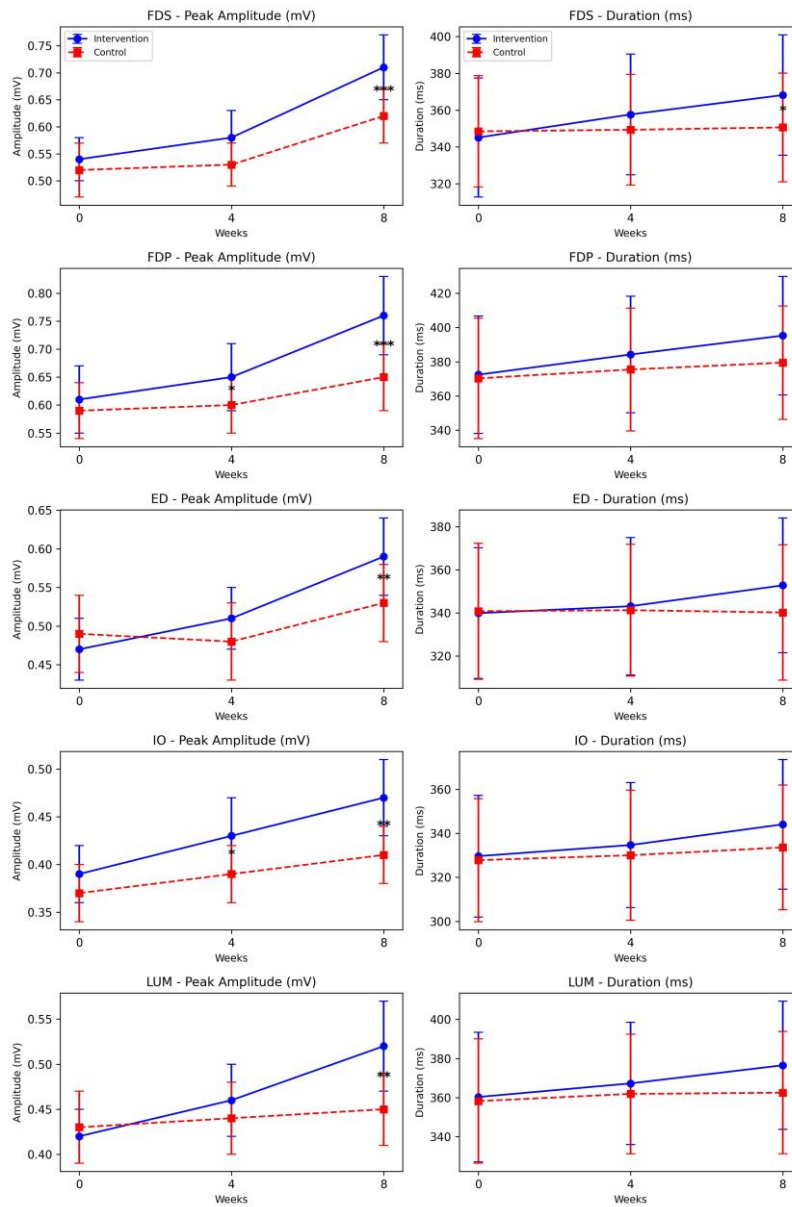 FDS - Peak Amplitude (mV)
Amplitude (mV)
0.75
0.70
0.65
0.60
0.55
0.50
Intervention
Control
***
0 4 8
Weeks
FDS - Duration (ms)
Duration (ms)
400
380
360
340
320
Intervention
Control
*
0 4 8
Weeks
FDP - Peak Amplitude (mV)
Amplitude (mV)
0.80
0.75
0.70
0.65
0.60
0.55
*
***
0 4 8
Weeks
FDP - Duration (ms)
Duration (ms)
420
400
380
360
340
0 4 8
Weeks
ED - Peak Amplitude (mV)
Amplitude (mV)
0.65
0.60
0.55
0.50
0.45
**
0 4 8
Weeks
ED - Duration (ms)
Duration (ms)
380
360
340
320
0 4 8
Weeks
IO - Peak Amplitude (mV)
Amplitude (mV)
0.50
0.45
0.40
0.35
*
**
0 4 8
Weeks
IO - Duration (ms)
Duration (ms)
360
340
320
300
0 4 8
Weeks
LUM - Peak Amplitude (mV)
Amplitude (mV)
0.55
0.50
0.45
0.40
**
0 4 8
Weeks
LUM - Duration (ms)
Duration (ms)
400
380
360
340
0 4 8
Weeks